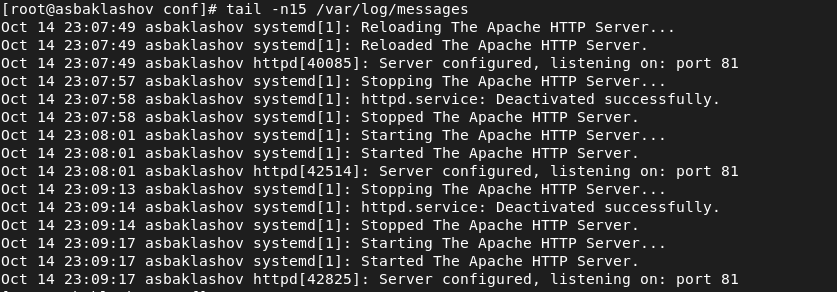 [root@asbaklashov conf]# tail -n15 /var/log/messages
Oct 14 23:07:49 asbaklashov systemd[1]: Reloading The Apache HTTP Server...
Oct 14 23:07:49 asbaklashov systemd[1]: Reloaded The Apache HTTP Server.
Oct 14 23:07:49 asbaklashov httpd[40085]: Server configured, listening on: port 81
Oct 14 23:07:57 asbaklashov systemd[1]: Stopping The Apache HTTP Server...
Oct 14 23:07:58 asbaklashov systemd[1]: httpd.service: Deactivated successfully.
Oct 14 23:07:58 asbaklashov systemd[1]: Stopped The Apache HTTP Server.
Oct 14 23:08:01 asbaklashov systemd[1]: Starting The Apache HTTP Server...
Oct 14 23:08:01 asbaklashov systemd[1]: Started The Apache HTTP Server.
Oct 14 23:08:01 asbaklashov httpd[42514]: Server configured, listening on: port 81
Oct 14 23:09:13 asbaklashov systemd[1]: Stopping The Apache HTTP Server...
Oct 14 23:09:14 asbaklashov systemd[1]: httpd.service: Deactivated successfully.
Oct 14 23:09:14 asbaklashov systemd[1]: Stopped The Apache HTTP Server.
Oct 14 23:09:17 asbaklashov systemd[1]: Starting The Apache HTTP Server...
Oct 14 23:09:17 asbaklashov systemd[1]: Started The Apache HTTP Server.
Oct 14 23:09:17 asbaklashov httpd[42825]: Server configured, listening on: port 81